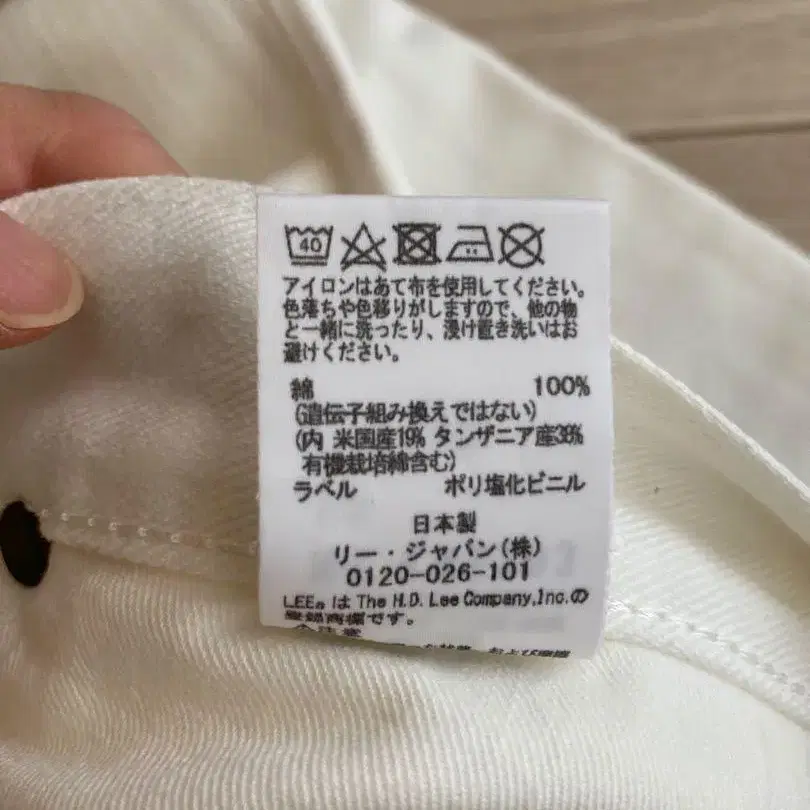 40
アイロンはあて布を使用してください。
色落ちや色移りがしますので、他の物
と一緒に洗ったり、浸け置き洗いはお
避けください。
綿 100%
(遺伝子組み換えではない)
(内 米国産19% タンザニア産38%
有機栽培綿含む)
ラベル ポリ塩化ビニル
日本製
リー・ジャパン(株)
0120-026-101
LEE® は The H.D. Lee Company,Inc.の
登録商標です。